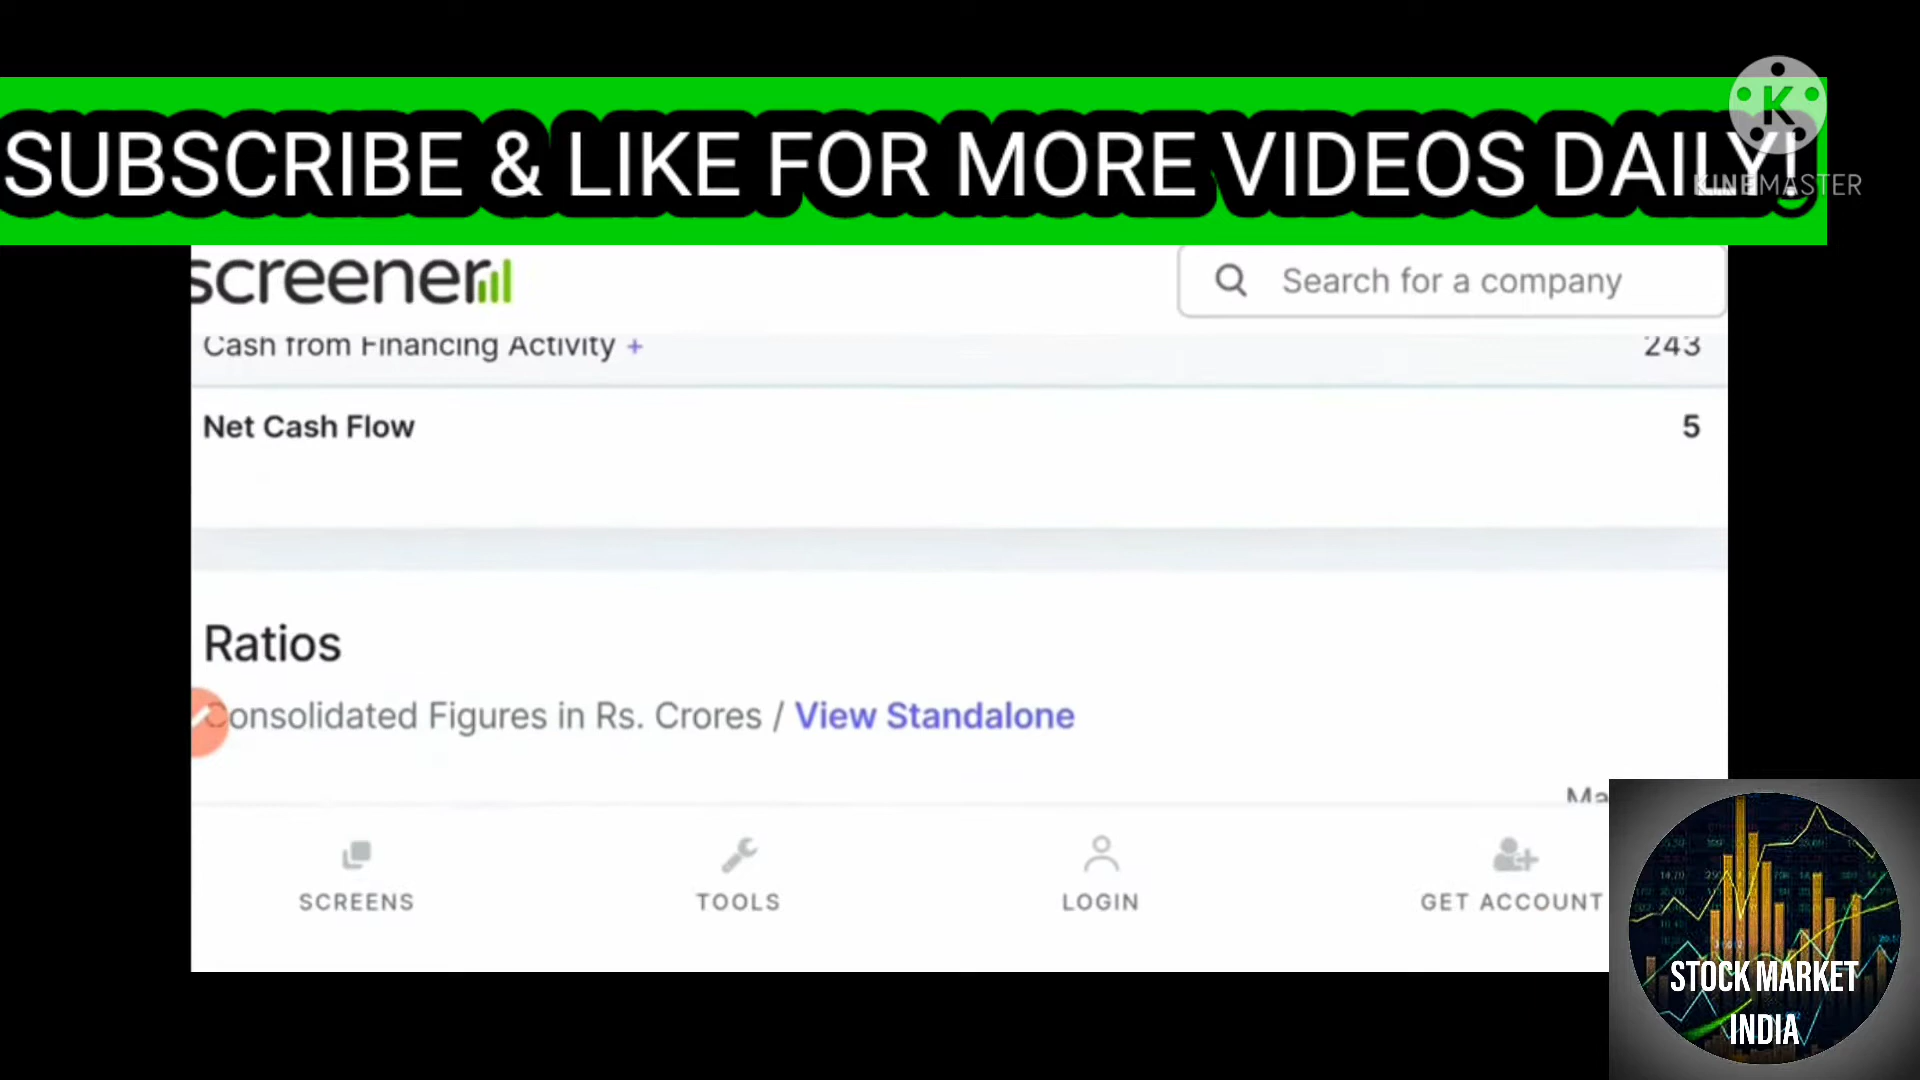 SUBSCRIBE & LIKE FOR MORE VIDEOS DAILY!
KINEMASTER
screener
Search for a company
Cash from Financing Activity + 243
Net Cash Flow 5
Ratios
Consolidated Figures in Rs. Crores / View Standalone
SCREENS TOOLS LOGIN GET ACCOUNT
STOCK MARKET
INDIA